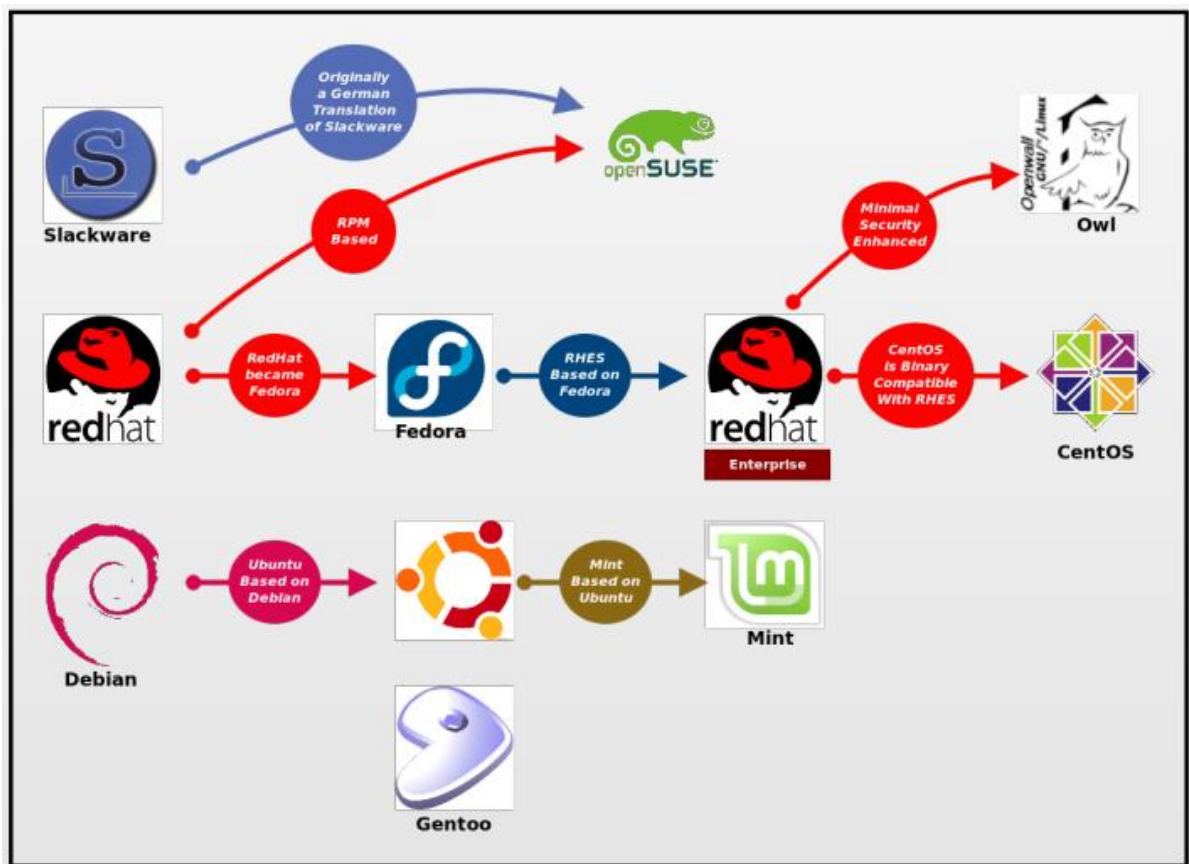 Originally
a German
Translation
of Slackware
S
Slackware
openSUSE
RPM
Based
Minimal
Security
Enhanced
Openwall
GNU/*/Linux
Owl
redhat
RedHat
became
Fedora
Fedora
RHES
Based on
Fedora
redhat
Enterprise
CentOS
Is Binary
Compatible
With RHES
CentOS
Debian
Ubuntu
Based on
Debian
Mint
Based on
Ubuntu
lm
Mint
Gentoo